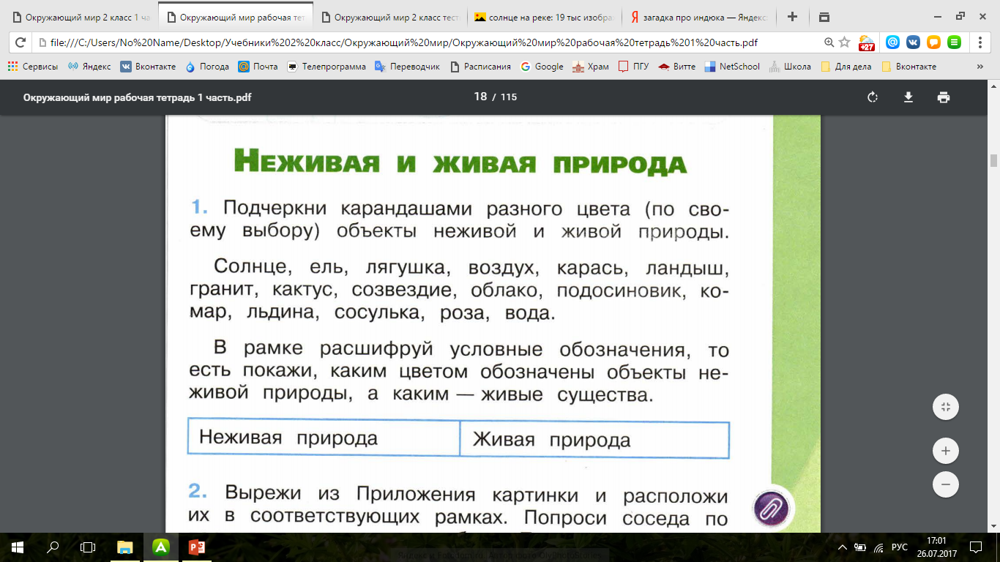 Окружающий мир 2 класс 1 ча
Окружающий мир рабочая тет
Окружающий мир 2 класс тест
солнце на реке: 19 тыс изобра
загадка про индюка — Яндекс
file:///C:/Users/No%20Name/Desktop/Учебники%202%20класс/Окружающий%20мир/Окружающий%20мир%20рабочая%20тетрадь%201%20часть.pdf
+27
Сервисы Яндекс Вконтакте Погода Почта Телепрограмма Переводчик Расписания Google Храм ПГУ Витте NetSchool Школа Для дела Вконтакте »
Окружающий мир рабочая тетрадь 1 часть.pdf 18 / 115
НЕЖИВАЯ И ЖИВАЯ ПРИРОДА
1. Подчеркни карандашами разного цвета (по сво-
ему выбору) объекты неживой и живой природы.
Солнце, ель, лягушка, воздух, карась, ландыш,
гранит, кактус, созвездие, облако, подосиновик, ко-
мар, льдина, сосулька, роза, вода.
В рамке расшифруй условные обозначения, то
есть покажи, каким цветом обозначены объекты не-
живой природы, а каким — живые существа.
Неживая природа Живая природа
2. Вырежи из Приложения картинки и расположи
их в соответствующих рамках. Попроси соседа по
РУС
17:01
26.07.2017